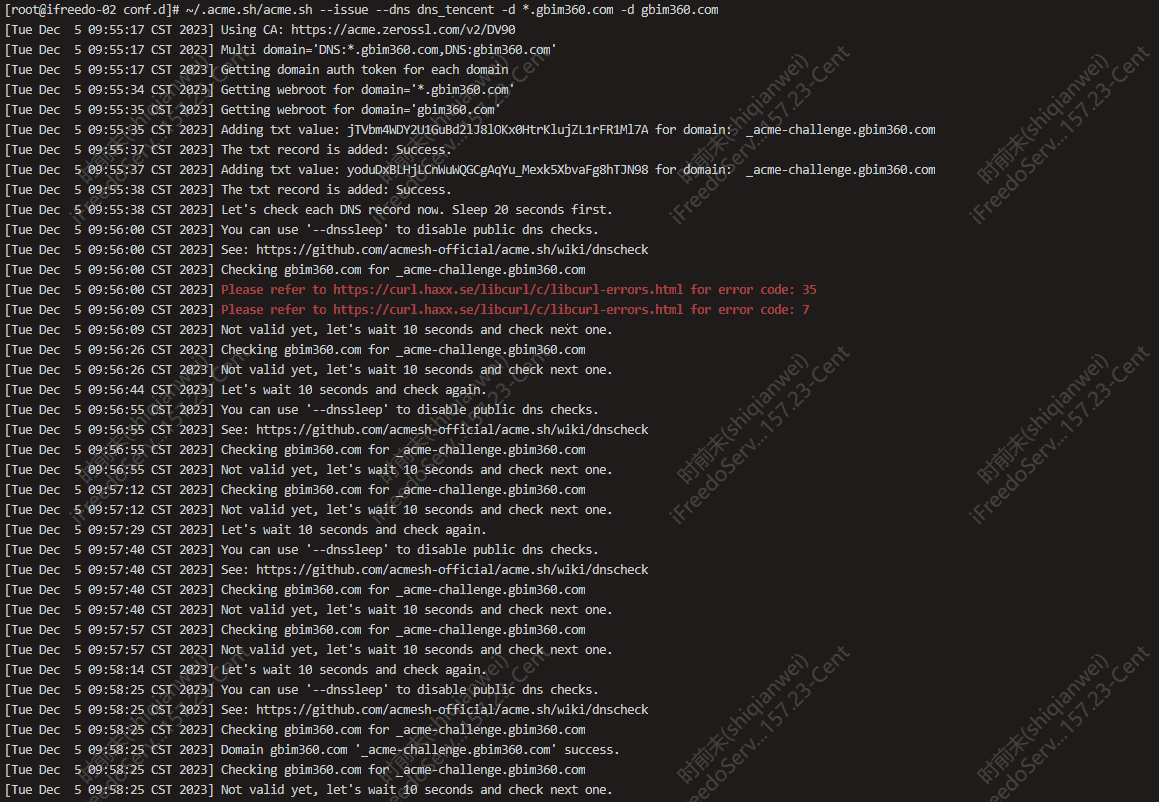 [root@ifreedo-02 conf.d]# ~/.acme.sh/acme.sh --issue --dns dns_tencent -d *.gbim360.com -d gbim360.com
[Tue Dec  5 09:55:17 CST 2023] Using CA: https://acme.zerossl.com/v2/DV90
[Tue Dec  5 09:55:17 CST 2023] Multi domain='DNS:*.gbim360.com,DNS:gbim360.com'
[Tue Dec  5 09:55:17 CST 2023] Getting domain auth token for each domain
[Tue Dec  5 09:55:34 CST 2023] Getting webroot for domain='*.gbim360.com'
[Tue Dec  5 09:55:35 CST 2023] Getting webroot for domain='gbim360.com'
[Tue Dec  5 09:55:35 CST 2023] Adding txt value: jTVbm4WDY2U1GuBd2lJ8lOKx0HtrKlujZL1rFR1Ml7A for domain:  _acme-challenge.gbim360.com
[Tue Dec  5 09:55:37 CST 2023] The txt record is added: Success.
[Tue Dec  5 09:55:37 CST 2023] Adding txt value: yoduDxBLHjLCnWuWQGCgAqYu_Mexk5XbvaFg8hTJN98 for domain:  _acme-challenge.gbim360.com
[Tue Dec  5 09:55:38 CST 2023] The txt record is added: Success.
[Tue Dec  5 09:55:38 CST 2023] Let's check each DNS record now. Sleep 20 seconds first.
[Tue Dec  5 09:56:00 CST 2023] You can use '--dnssleep' to disable public dns checks.
[Tue Dec  5 09:56:00 CST 2023] See: https://github.com/acmesh-official/acme.sh/wiki/dnscheck
[Tue Dec  5 09:56:00 CST 2023] Checking gbim360.com for _acme-challenge.gbim360.com
[Tue Dec  5 09:56:00 CST 2023] Please refer to https://curl.haxx.se/libcurl/c/libcurl-errors.html for error code: 35
[Tue Dec  5 09:56:09 CST 2023] Please refer to https://curl.haxx.se/libcurl/c/libcurl-errors.html for error code: 7
[Tue Dec  5 09:56:09 CST 2023] Not valid yet, let's wait 10 seconds and check next one.
[Tue Dec  5 09:56:26 CST 2023] Checking gbim360.com for _acme-challenge.gbim360.com
[Tue Dec  5 09:56:26 CST 2023] Not valid yet, let's wait 10 seconds and check next one.
[Tue Dec  5 09:56:44 CST 2023] Let's wait 10 seconds and check again.
[Tue Dec  5 09:56:55 CST 2023] You can use '--dnssleep' to disable public dns checks.
[Tue Dec  5 09:56:55 CST 2023] See: https://github.com/acmesh-official/acme.sh/wiki/dnscheck
[Tue Dec  5 09:56:55 CST 2023] Checking gbim360.com for _acme-challenge.gbim360.com
[Tue Dec  5 09:56:55 CST 2023] Not valid yet, let's wait 10 seconds and check next one.
[Tue Dec  5 09:57:12 CST 2023] Checking gbim360.com for _acme-challenge.gbim360.com
[Tue Dec  5 09:57:12 CST 2023] Not valid yet, let's wait 10 seconds and check next one.
[Tue Dec  5 09:57:29 CST 2023] Let's wait 10 seconds and check again.
[Tue Dec  5 09:57:40 CST 2023] You can use '--dnssleep' to disable public dns checks.
[Tue Dec  5 09:57:40 CST 2023] See: https://github.com/acmesh-official/acme.sh/wiki/dnscheck
[Tue Dec  5 09:57:40 CST 2023] Checking gbim360.com for _acme-challenge.gbim360.com
[Tue Dec  5 09:57:40 CST 2023] Not valid yet, let's wait 10 seconds and check next one.
[Tue Dec  5 09:57:57 CST 2023] Checking gbim360.com for _acme-challenge.gbim360.com
[Tue Dec  5 09:57:57 CST 2023] Not valid yet, let's wait 10 seconds and check next one.
[Tue Dec  5 09:58:14 CST 2023] Let's wait 10 seconds and check again.
[Tue Dec  5 09:58:25 CST 2023] You can use '--dnssleep' to disable public dns checks.
[Tue Dec  5 09:58:25 CST 2023] See: https://github.com/acmesh-official/acme.sh/wiki/dnscheck
[Tue Dec  5 09:58:25 CST 2023] Checking gbim360.com for _acme-challenge.gbim360.com
[Tue Dec  5 09:58:25 CST 2023] Domain gbim360.com '_acme-challenge.gbim360.com' success.
[Tue Dec  5 09:58:25 CST 2023] Checking gbim360.com for _acme-challenge.gbim360.com
[Tue Dec  5 09:58:25 CST 2023] Not valid yet, let's wait 10 seconds and check next one.
时前末(shiqianwei)
iFreedoServ...157.23-Cent